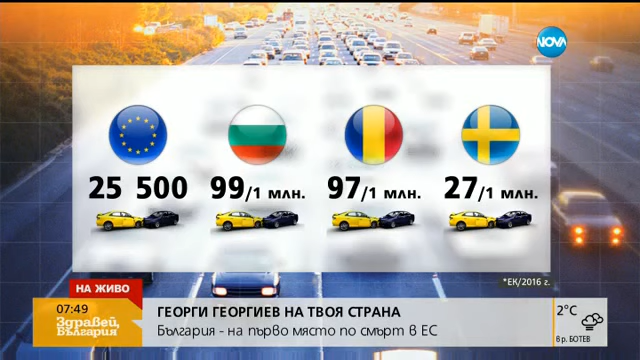 NOVA
25 500
99/1 млн.
97/1 млн.
27/1 млн.
*ЕК/2016 г.
НА ЖИВО
07:49
Здравей,
България
ГЕОРГИ ГЕОРГИЕВ НА ТВОЯ СТРАНА
България - на първо място по смърт в ЕС
2°C
вр. БОТЕВ